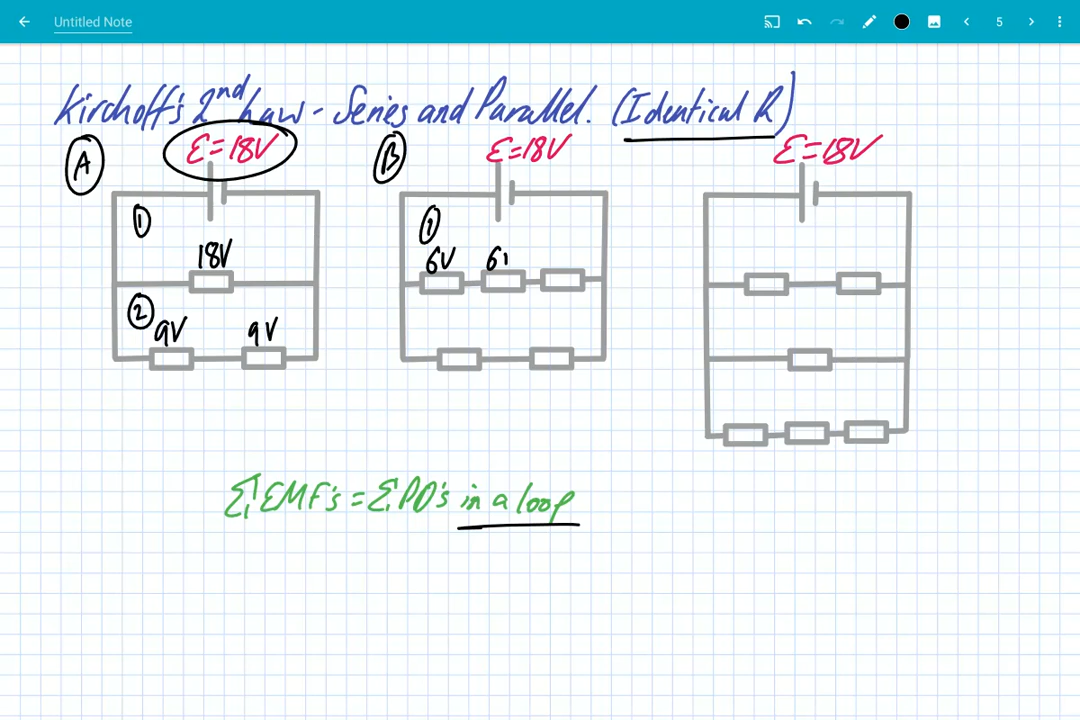 Untitled Note
5
Kirchoff's 2nd Law - Series and Parallel. (Identical R)
A
ε=18V
B
ε=18V
ε=18V
1
18V
1
6V
6
2
9V
9V
Σ EMF's = Σ PD's in a loop